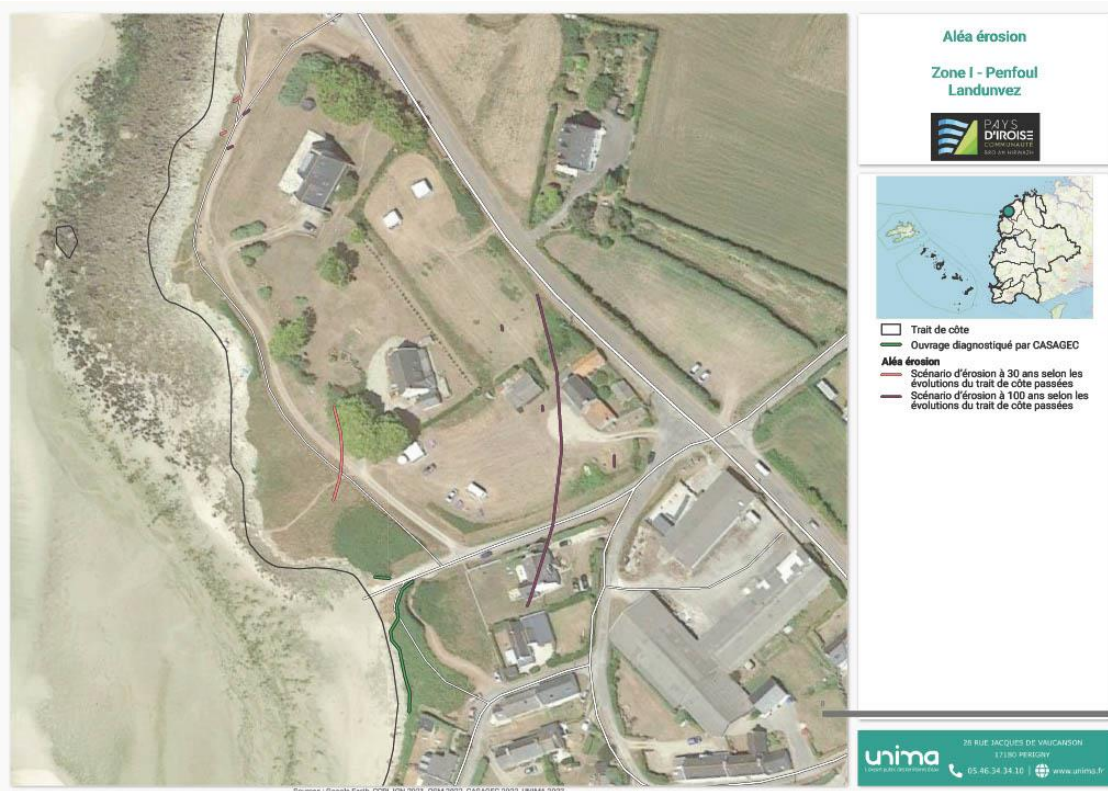 Aléa érosion
Zone I - Penfoul
Landunvez
PAYS
D'IROISE
COMMUNAUTÉ
Trait de côte
Ouvrage diagnostiqué par CASAGEC
Aléa érosion
Scénario d'érosion à 30 ans selon les
évolutions du trait de côte passées
Scénario d'érosion à 100 ans selon les
évolutions du trait de côte passées
unima
28 RUE JACQUES DE VAUCANSON
17180 PERIGNY
05.46.34.34.10 | www.unima.fr